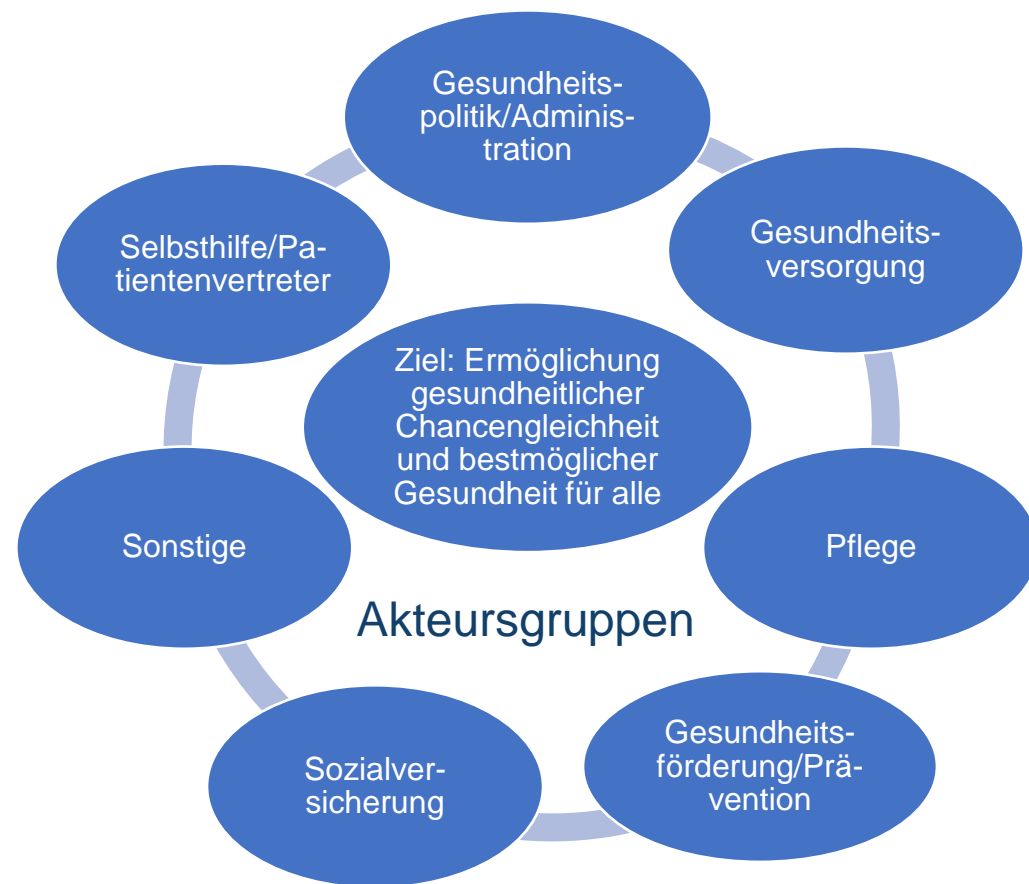 Gesundheits-
politik/Adminis-
tration
Gesundheits-
versorgung
Selbsthilfe/Pa-
tientenvertreter
Ziel: Ermöglichung
gesundheitlicher
Chancengleichheit
und bestmöglicher
Gesundheit für alle
Sonstige
Pflege
Akteursgruppen
Gesundheits-
förderung/Prä-
vention
Sozialver-
sicherung